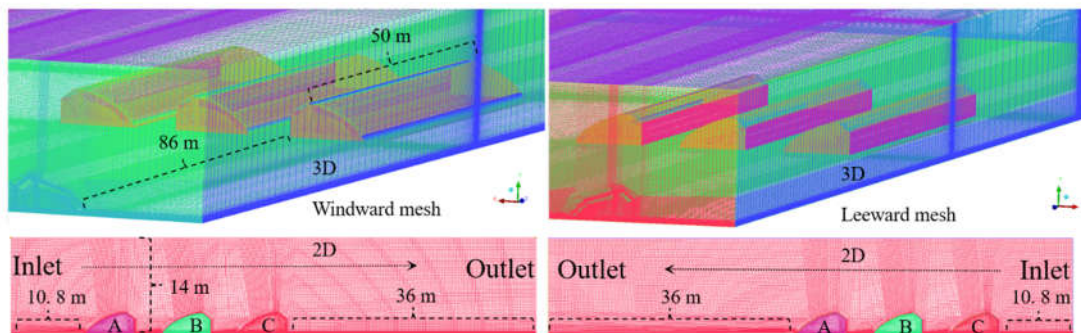 50 m
86 m
3D
Windward mesh
3D
Leeward mesh
2D
Inlet
Outlet
10. 8 m
14 m
36 m
A
B
C
2D
Outlet
Inlet
36 m
10. 8 m
A
B
C